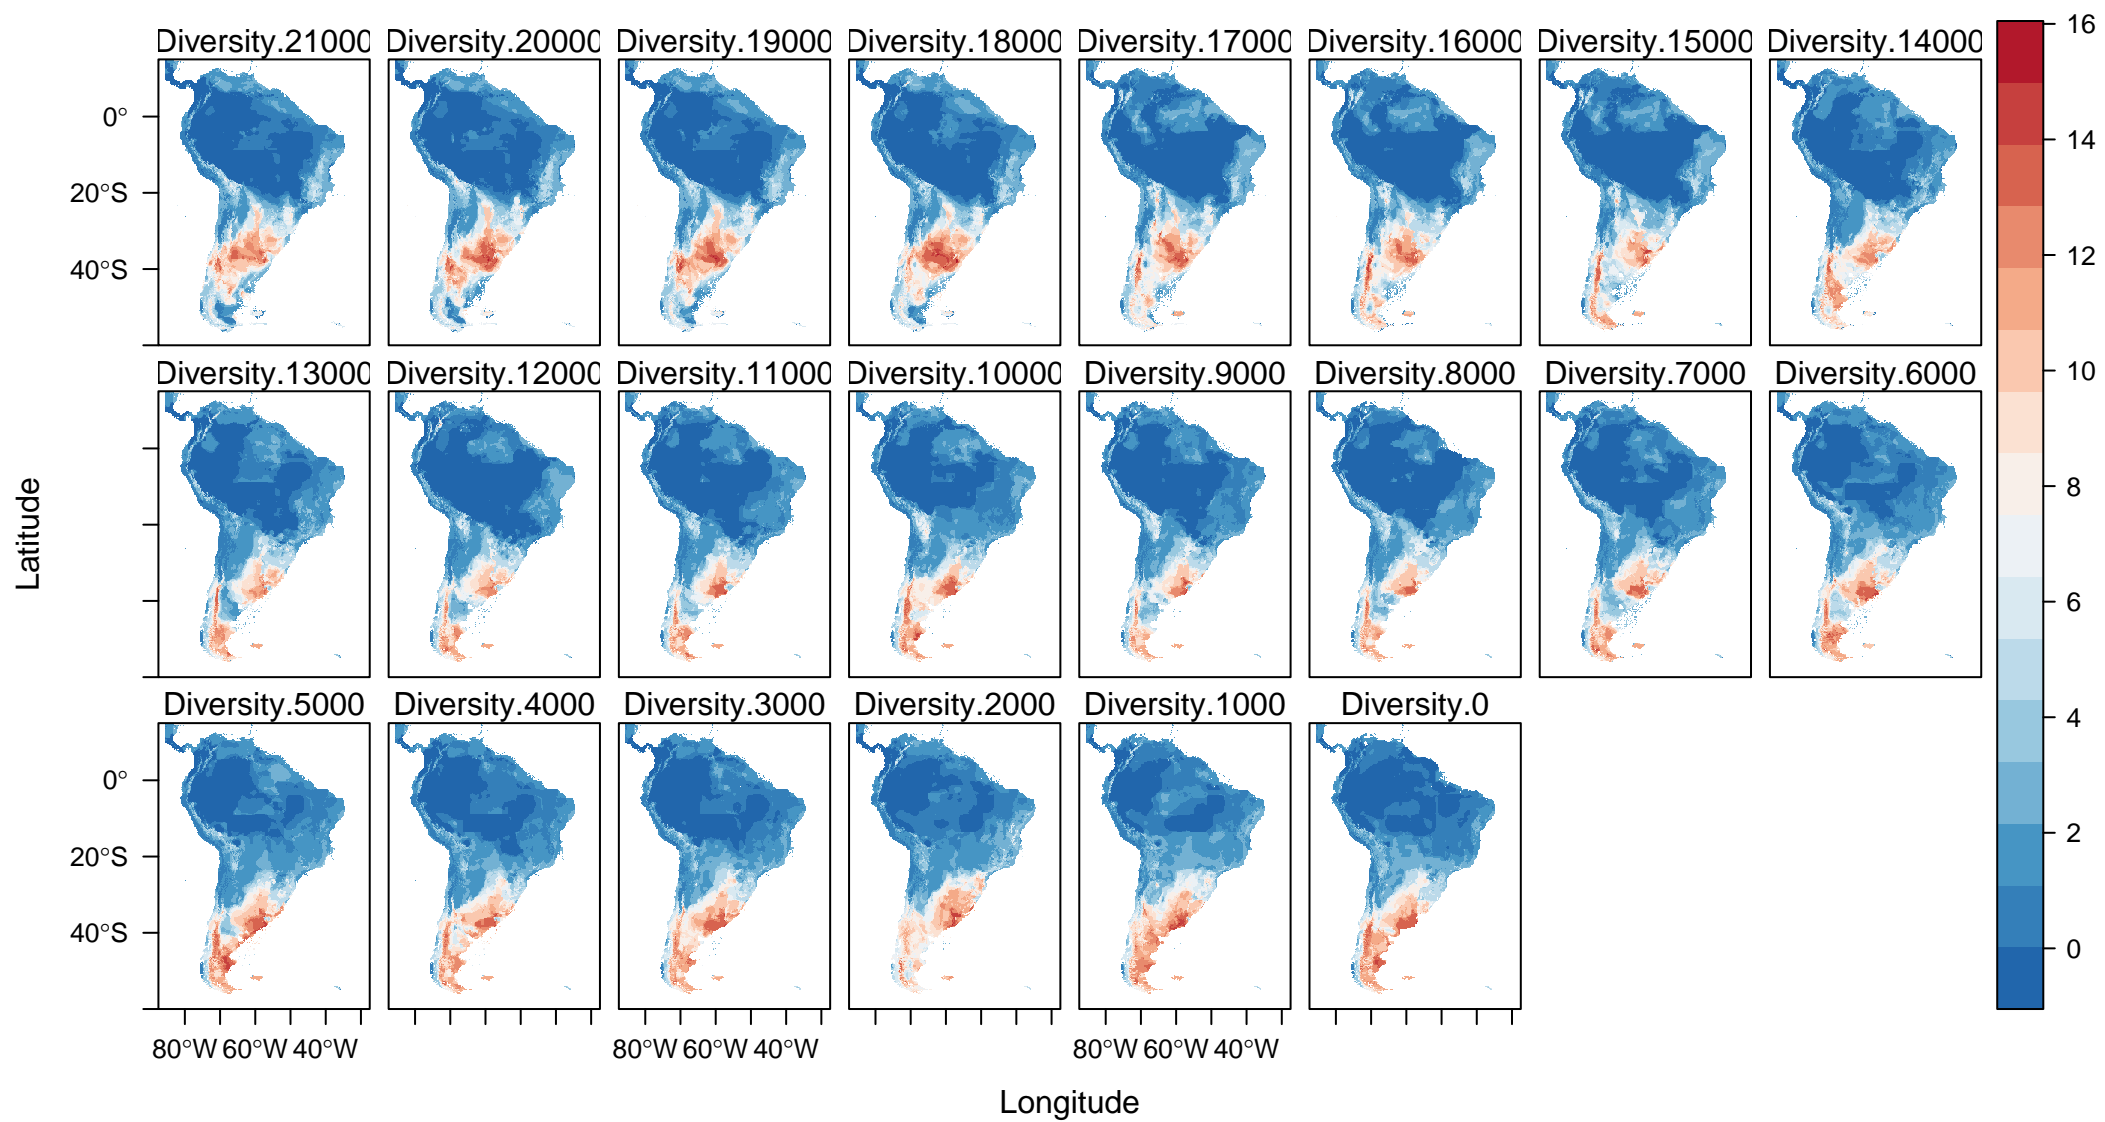 Diversity.21000 Diversity.20000 Diversity.19000 Diversity.18000 Diversity.17000 Diversity.16000 Diversity.15000 Diversity.14000
0°
20°S
40°S
Diversity.13000 Diversity.12000 Diversity.11000 Diversity.10000 Diversity.9000 Diversity.8000 Diversity.7000 Diversity.6000
Diversity.5000 Diversity.4000 Diversity.3000 Diversity.2000 Diversity.1000 Diversity.0
0°
20°S
40°S
80°W 60°W 40°W 80°W 60°W 40°W 80°W 60°W 40°W
Longitude
Latitude
16
14
12
10
8
6
4
2
0